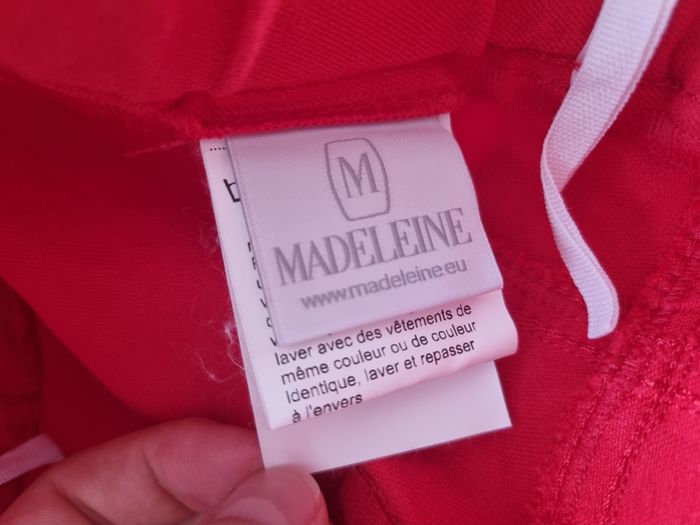 M
MADELEINE
www.madeleine.eu
laver avec des vêtements de
même couleur ou de couleur
identique, laver et repasser
à l'envers